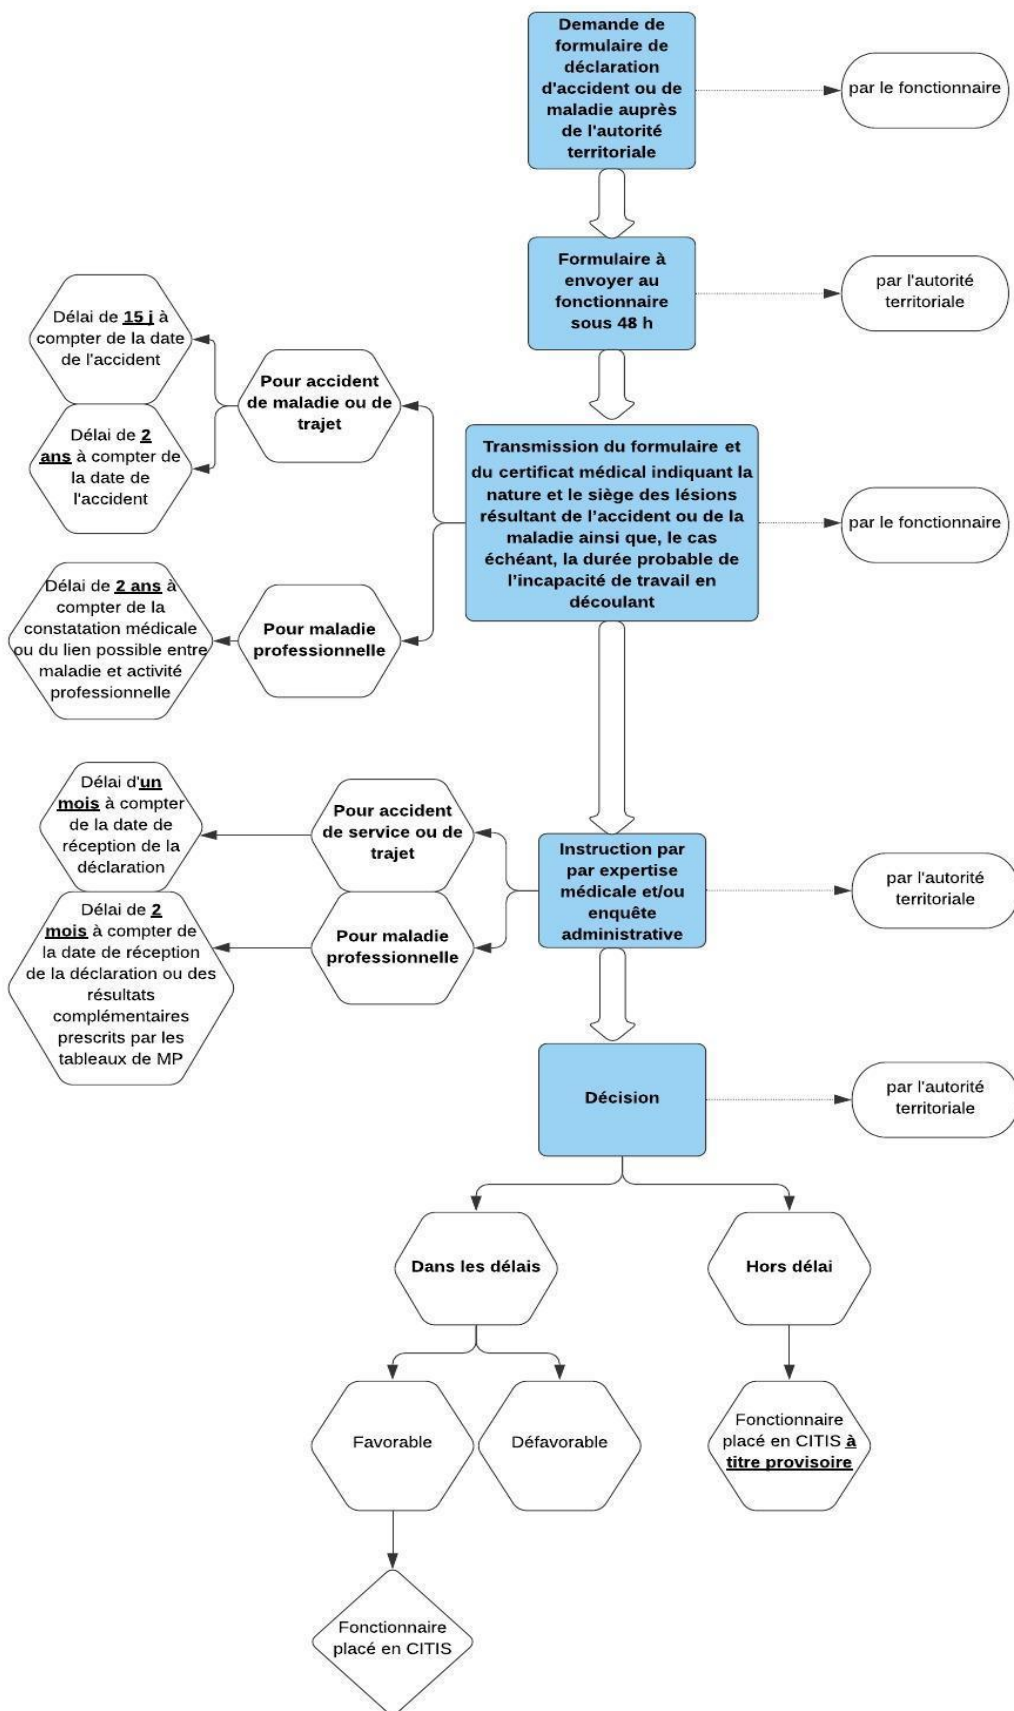 Demande de
formulaire de
déclaration
d'accident ou de
maladie auprès
de l'autorité
territoriale
par le fonctionnaire
Formulaire à
envoyer au
fonctionnaire
sous 48 h
par l'autorité
territoriale
Délai de 15 j à
compter de la date
de l'accident
Pour accident
de maladie ou de
trajet
Délai de 2
ans à compter de
la date de
l'accident
Transmission du formulaire et
du certificat médical indiquant la
nature et le siège des lésions
résultant de l'accident ou de la
maladie ainsi que, le cas
échéant, la durée probable de
l'incapacité de travail en
découlant
par le fonctionnaire
Délai de 2 ans à
compter de la
constatation médicale
ou du lien possible entre
maladie et activité
professionnelle
Pour maladie
professionnelle
Délai d'un
mois à compter
de la date de
réception de la
déclaration
Pour accident
de service ou de
trajet
Instruction par
par expertise
médicale et/ou
enquête
administrative
par l'autorité
territoriale
Délai de 2
mois à compter de
la date de réception
de la déclaration ou des
résultats
complémentaires
prescrits par les
tableaux de MP
Pour maladie
professionnelle
Décision
par l'autorité
territoriale
Dans les délais
Hors délai
Favorable
Défavorable
Fonctionnaire
placé en CITIS à
titre provisoire
Fonctionnaire
placé en CITIS